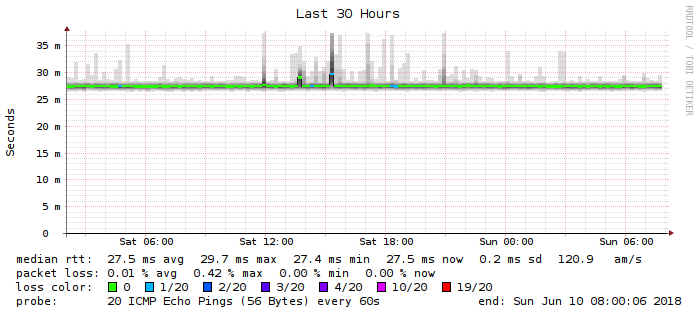 Last 30 Hours
RRDTOOL / TOBI OETIKER
Seconds
35 m
30 m
25 m
20 m
15 m
10 m
5 m
0
Sat 06:00 Sat 12:00 Sat 18:00 Sun 00:00 Sun 06:00
median rtt: 27.5 ms avg 29.7 ms max 27.4 ms min 27.5 ms now 0.2 ms sd 120.9 am/s
packet loss: 0.01 % avg 0.42 % max 0.00 % min 0.00 % now
loss color: 0 1/20 2/20 3/20 4/20 10/20 19/20
probe: 20 ICMP Echo Pings (56 Bytes) every 60s end: Sun Jun 10 08:00:06 2018